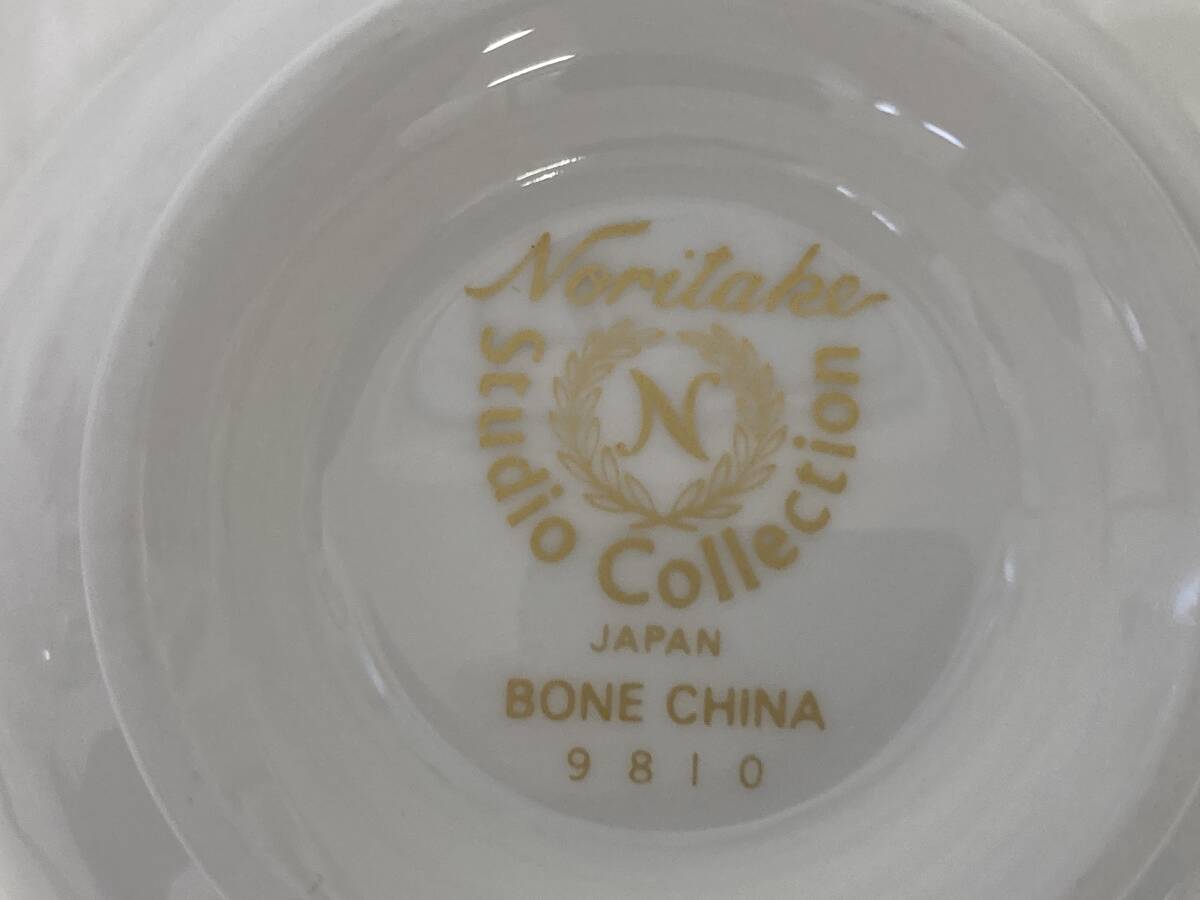 Noritake
Studio Collection
N
JAPAN
BONE CHINA
9810